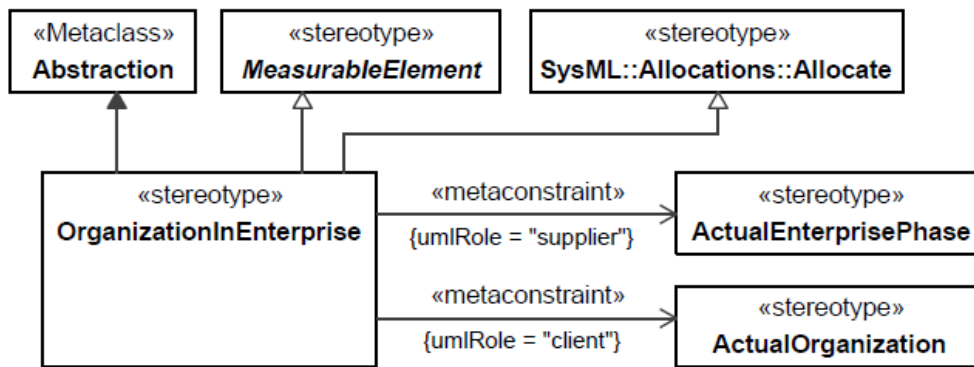 «Metaclass»
Abstraction
«stereotype»
MeasurableElement
«stereotype»
SysML::Allocations::Allocate
«stereotype»
OrganizationInEnterprise
«metaconstraint»
{umlRole = "supplier"}
«stereotype»
ActualEnterprisePhase
«metaconstraint»
{umlRole = "client"}
«stereotype»
ActualOrganization